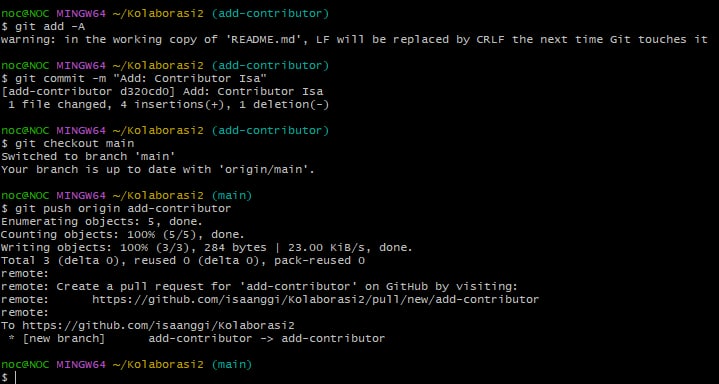 noc@NOC MINGW64 ~/Kolaborasi2 (add-contributor)
$ git add -A
warning: in the working copy of 'README.md', LF will be replaced by CRLF the next time Git touches it
noc@NOC MINGW64 ~/Kolaborasi2 (add-contributor)
$ git commit -m "Add: Contributor Isa"
[add-contributor d320cd0] Add: Contributor Isa
 1 file changed, 4 insertions(+), 1 deletion(-)
noc@NOC MINGW64 ~/Kolaborasi2 (add-contributor)
$ git checkout main
Switched to branch 'main'
Your branch is up to date with 'origin/main'.
noc@NOC MINGW64 ~/Kolaborasi2 (main)
$ git push origin add-contributor
Enumerating objects: 5, done.
Counting objects: 100% (5/5), done.
Writing objects: 100% (3/3), 284 bytes | 23.00 KiB/s, done.
Total 3 (delta 0), reused 0 (delta 0), pack-reused 0
remote:
remote: Create a pull request for 'add-contributor' on GitHub by visiting:
remote:      https://github.com/isaanggi/Kolaborasi2/pull/new/add-contributor
remote:
To https://github.com/isaanggi/Kolaborasi2
 * [new branch]      add-contributor -> add-contributor
noc@NOC MINGW64 ~/Kolaborasi2 (main)
$